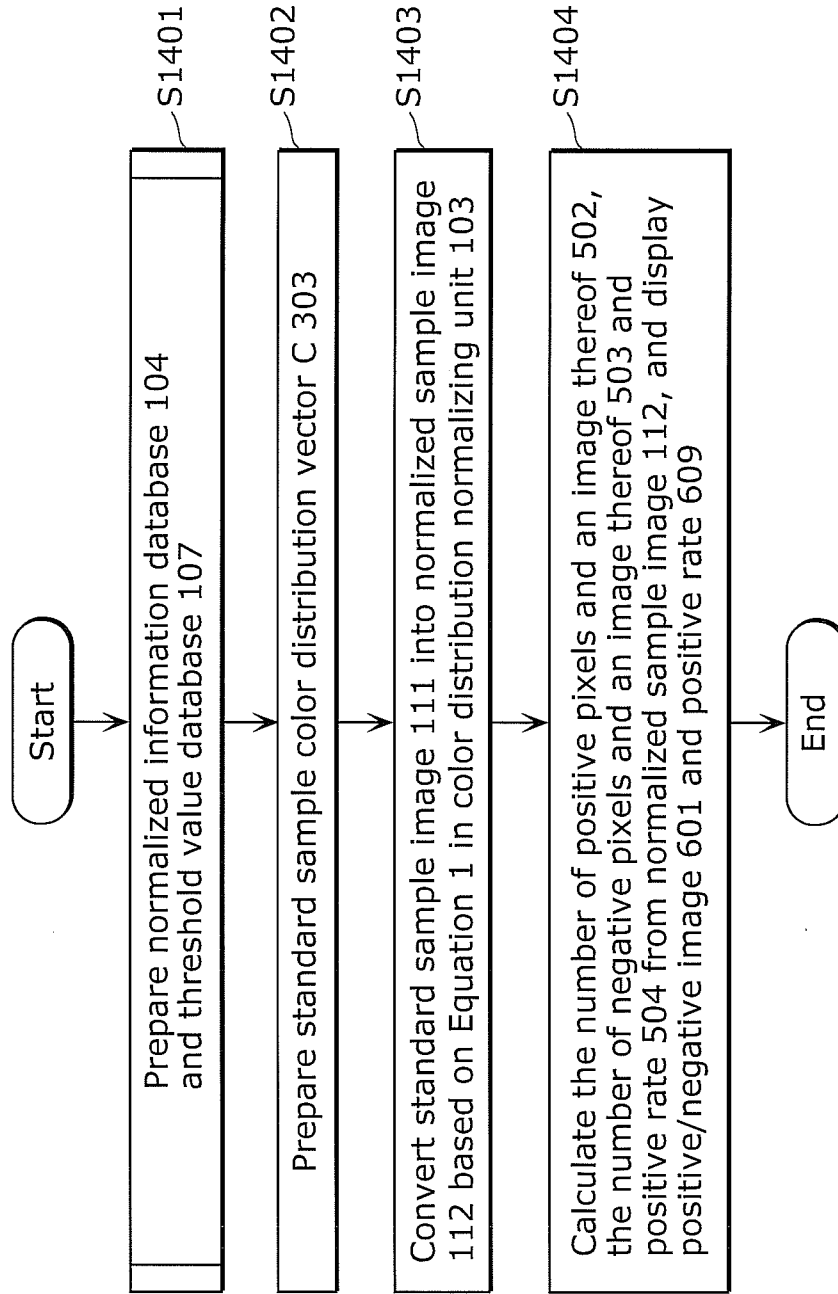 Start
Prepare normalized information database 104
and threshold value database 107
S1401
Prepare standard sample color distribution vector C 303
S1402
Convert standard sample image 111 into normalized sample image
112 based on Equation 1 in color distribution normalizing unit 103
S1403
Calculate the number of positive pixels and an image thereof 502,
the number of negative pixels and an image thereof 503 and
positive rate 504 from normalized sample image 112, and display
positive/negative image 601 and positive rate 609
S1404
End